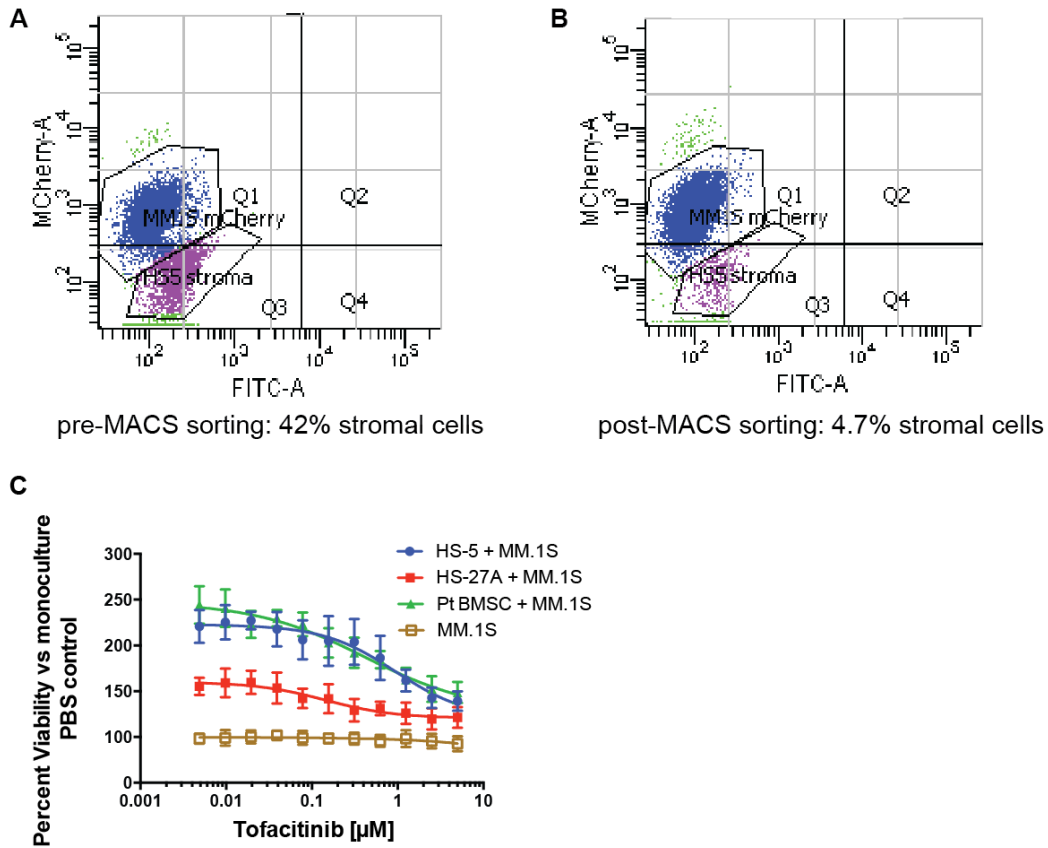 A
B
10^5
10^4
10^3
10^2
MCherry-A
Q1
Q2
MM.1S mCherry
HS5 stroma
Q3
Q4
10^2
10^3
10^4
10^5
FITC-A
pre-MACS sorting: 42% stromal cells
10^5
10^4
10^3
10^2
MCherry-A
Q1
Q2
MM.1S mCherry
HS5 stroma
Q3
Q4
10^2
10^3
10^4
10^5
FITC-A
post-MACS sorting: 4.7% stromal cells
C
Percent Viability vs monoculture
PBS control
300
250
200
150
100
0
0.001
0.01
0.1
1
10
Tofacitinib [µM]
HS-5 + MM.1S
HS-27A + MM.1S
Pt BMSC + MM.1S
MM.1S